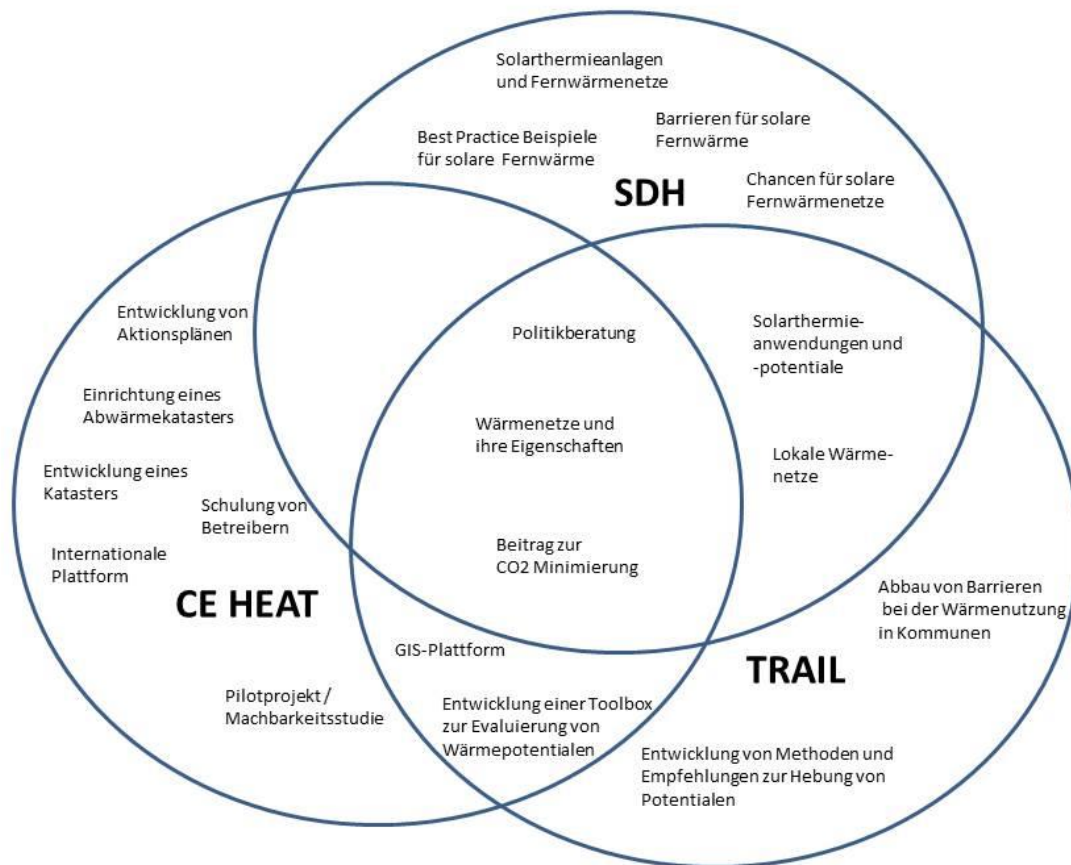 Solarthermieanlagen
und Fernwärmenetze
Barrieren für solare
Fernwärme
Best Practice Beispiele
für solare Fernwärme
SDH
Chancen für solare
Fernwärmenetze
Entwicklung von
Aktionsplänen
Politikberatung
Solarthermie-
anwendungen und
-potentiale
Einrichtung eines
Abwärmekatasters
Wärmenetze und
ihre Eigenschaften
Lokale Wärme-
netze
Entwicklung eines
Katasters
Schulung von
Betreibern
Internationale
Plattform
Beitrag zur
CO2 Minimierung
CE HEAT
Abbau von Barrieren
bei der Wärmenutzung
in Kommunen
GIS-Plattform
TRAIL
Pilotprojekt /
Machbarkeitsstudie
Entwicklung einer Toolbox
zur Evaluierung von
Wärmepotentialen
Entwicklung von Methoden und
Empfehlungen zur Hebung von
Potentialen